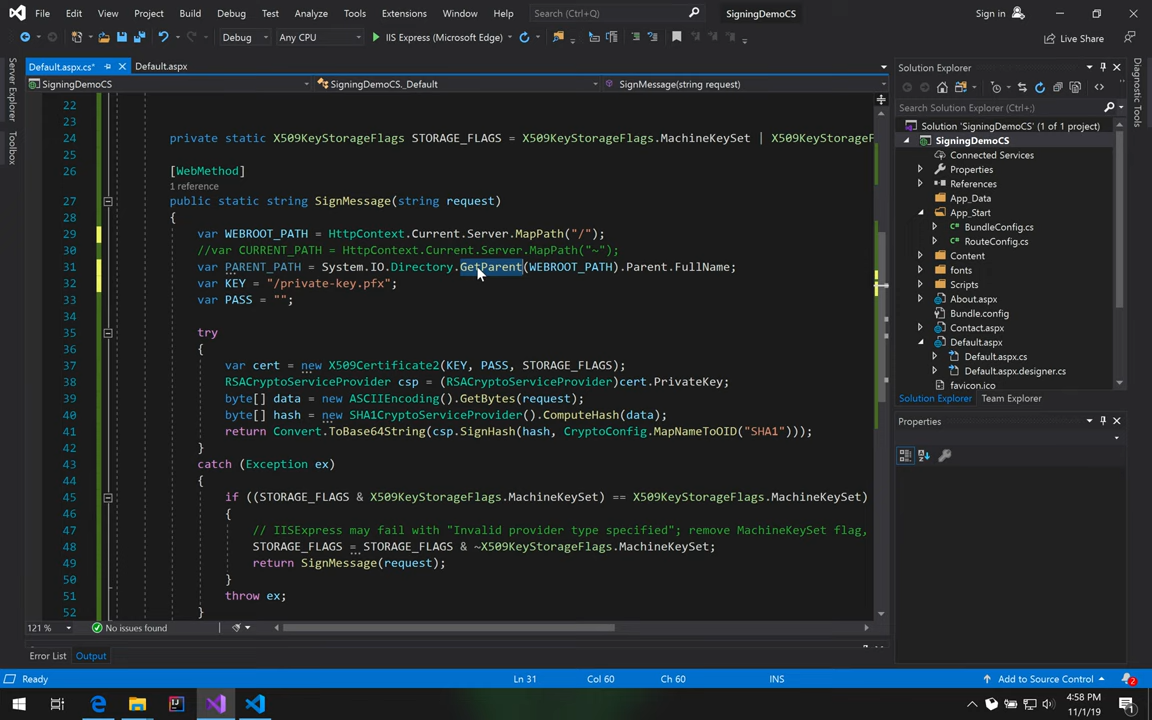 File Edit View Project Build Debug Test Analyze Tools Extensions Window Help Search (Ctrl+;) SigningDemoCS Sign in
Debug Any CPU IIS Express (Microsoft Edge) Live Share
Server Explorer
Toolbox
Default.aspx.cs* Default.aspx
SigningDemoCS SigningDemoCS._Default SignMessage(string request)
22
23
24 private static X509KeyStorageFlags STORAGE_FLAGS = X509KeyStorageFlags.MachineKeySet | X509KeyStorageF
25
[WebMethod]
26
1 reference
27 public static string SignMessage(string request)
28 {
29 var WEBROOT_PATH = HttpContext.Current.Server.MapPath("/");
30 //var CURRENT_PATH = HttpContext.Current.Server.MapPath("~");
31 var PARENT_PATH = System.IO.Directory.GetParent(WEBROOT_PATH).Parent.FullName;
32 var KEY = "/private-key.pfx";
33 var PASS = "";
34
35 try
36 {
37 var cert = new X509Certificate2(KEY, PASS, STORAGE_FLAGS);
38 RSACryptoServiceProvider csp = (RSACryptoServiceProvider)cert.PrivateKey;
39 byte[] data = new ASCIIEncoding().GetBytes(request);
40 byte[] hash = new SHA1CryptoServiceProvider().ComputeHash(data);
41 return Convert.ToBase64String(csp.SignHash(hash, CryptoConfig.MapNameToOID("SHA1")));
42 }
43 catch (Exception ex)
44 {
45 if ((STORAGE_FLAGS & X509KeyStorageFlags.MachineKeySet) == X509KeyStorageFlags.MachineKeySet)
46 {
47 // IISExpress may fail with "Invalid provider type specified"; remove MachineKeySet flag,
48 STORAGE_FLAGS = STORAGE_FLAGS & ~X509KeyStorageFlags.MachineKeySet;
49 return SignMessage(request);
50 }
51 throw ex;
52 }
121 % No issues found
Error List Output
Solution Explorer
Search Solution Explorer (Ctrl+;)
Solution 'SigningDemoCS' (1 of 1 project)
SigningDemoCS
Connected Services
Properties
References
App_Data
App_Start
BundleConfig.cs
RouteConfig.cs
Content
fonts
Scripts
About.aspx
Bundle.config
Contact.aspx
Default.aspx
Default.aspx.cs
Default.aspx.designer.cs
favicon.ico
Solution Explorer Team Explorer
Properties
Diagnostic Tools
Ready Ln 31 Col 60 Ch 60 INS Add to Source Control 2
4:58 PM
11/1/19
1